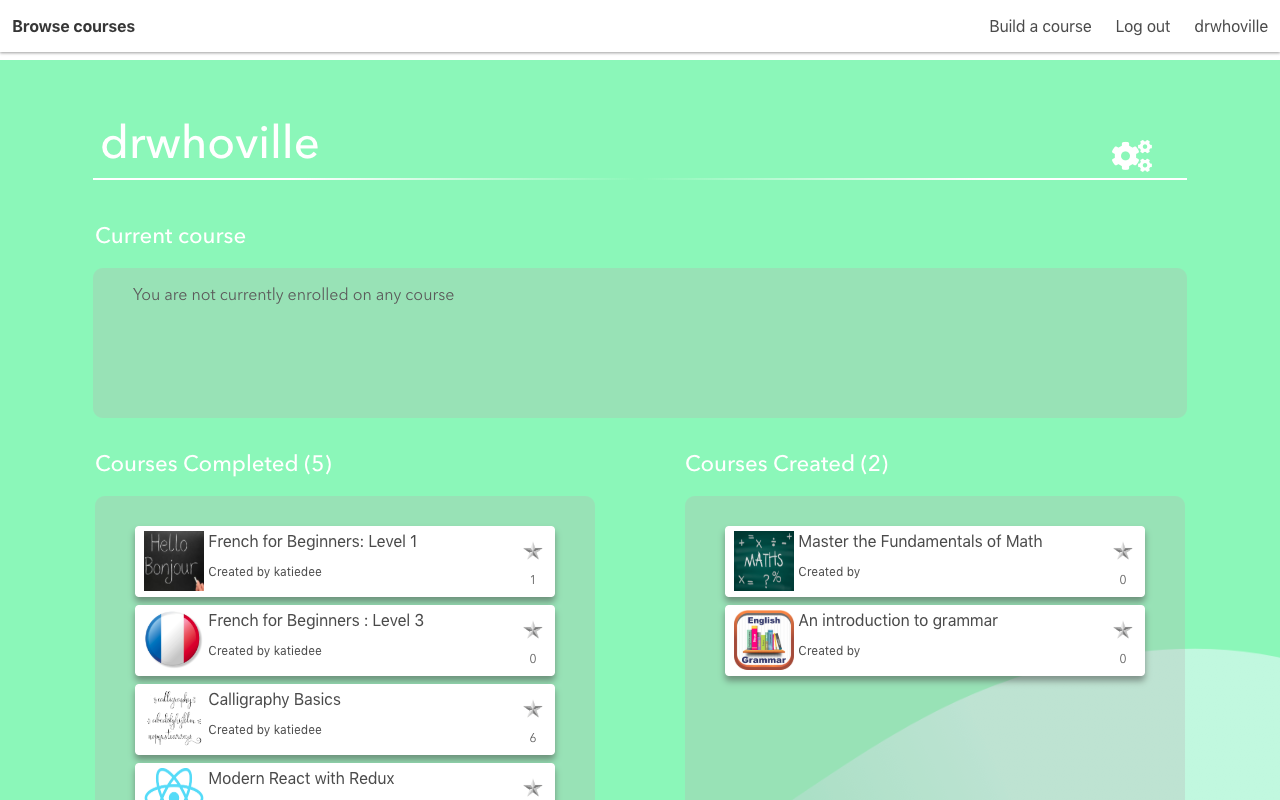 Browse courses
Build a course
Log out
drwhoville
drwhoville
Current course
You are not currently enrolled on any course
Courses Completed (5)
Hello
Bonjour
French for Beginners: Level 1
Created by katiedee
1
French for Beginners : Level 3
Created by katiedee
0
Calligraphy Basics
Created by katiedee
6
Modern React with Redux
Courses Created (2)
MATHS
Master the Fundamentals of Math
Created by
0
English
Grammar
An introduction to grammar
Created by
0